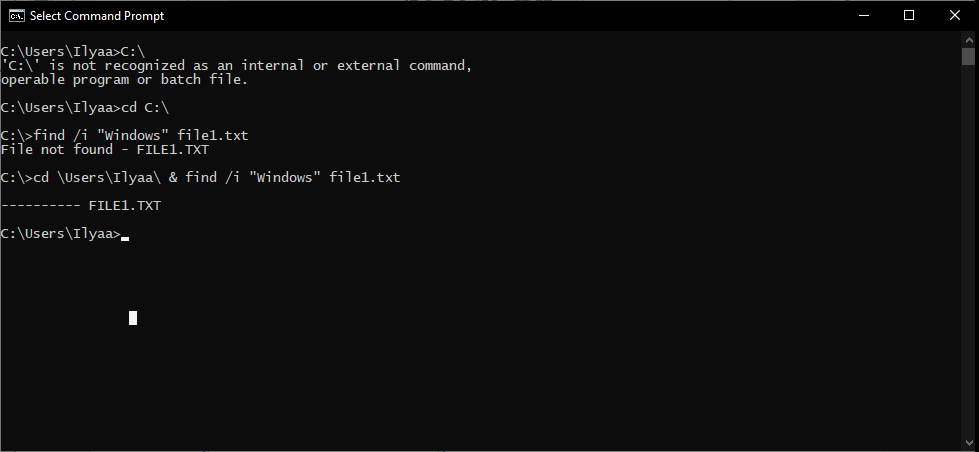 Select Command Prompt
C:\Users\Ilyaa>C:\
'C:\' is not recognized as an internal or external command,
operable program or batch file.
C:\Users\Ilyaa>cd C:\
C:\>find /i "Windows" file1.txt
File not found - FILE1.TXT
C:\>cd \Users\Ilyaa\ & find /i "Windows" file1.txt
---------- FILE1.TXT
C:\Users\Ilyaa>